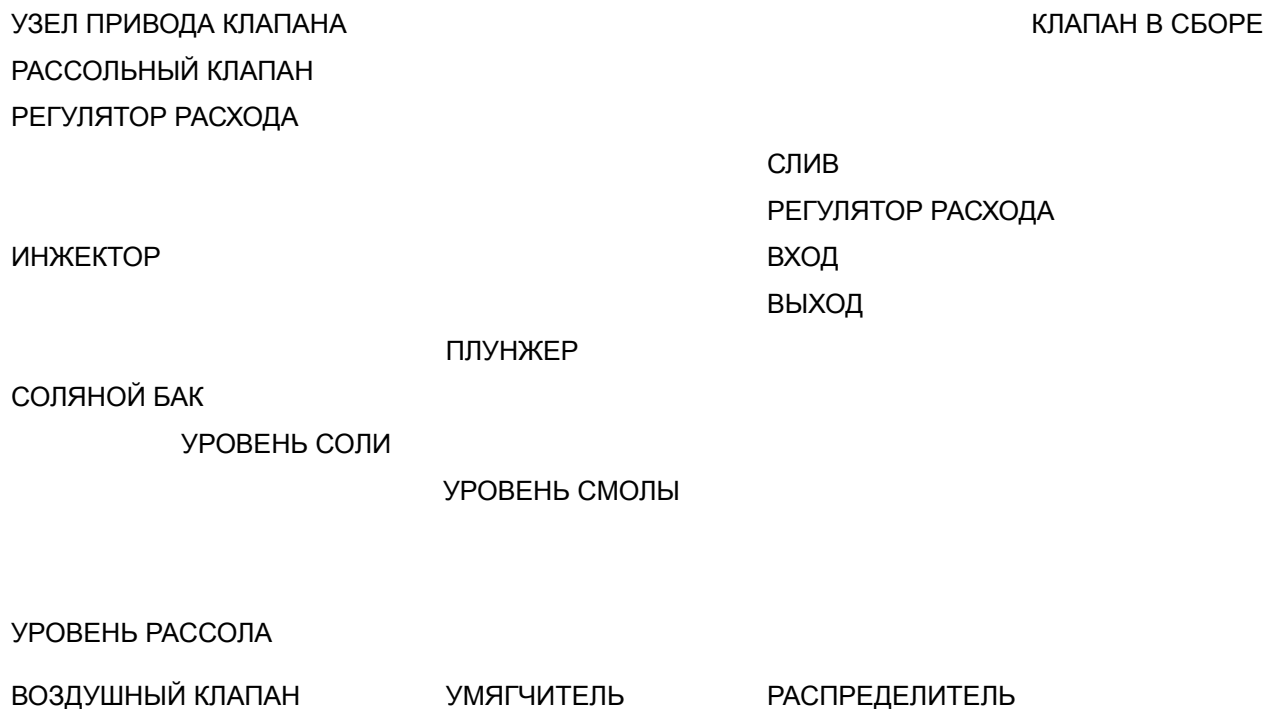 УЗЕЛ ПРИВОДА КЛАПАНА КЛАПАН В СБОРЕ
РАССОЛЬНЫЙ КЛАПАН
РЕГУЛЯТОР РАСХОДА
СЛИВ
РЕГУЛЯТОР РАСХОДА
ИНЖЕКТОР ВХОД
ВЫХОД
ПЛУНЖЕР
СОЛЯНОЙ БАК
УРОВЕНЬ СОЛИ
УРОВЕНЬ СМОЛЫ
УРОВЕНЬ РАССОЛА
ВОЗДУШНЫЙ КЛАПАН УМЯГЧИТЕЛЬ РАСПРЕДЕЛИТЕЛЬ